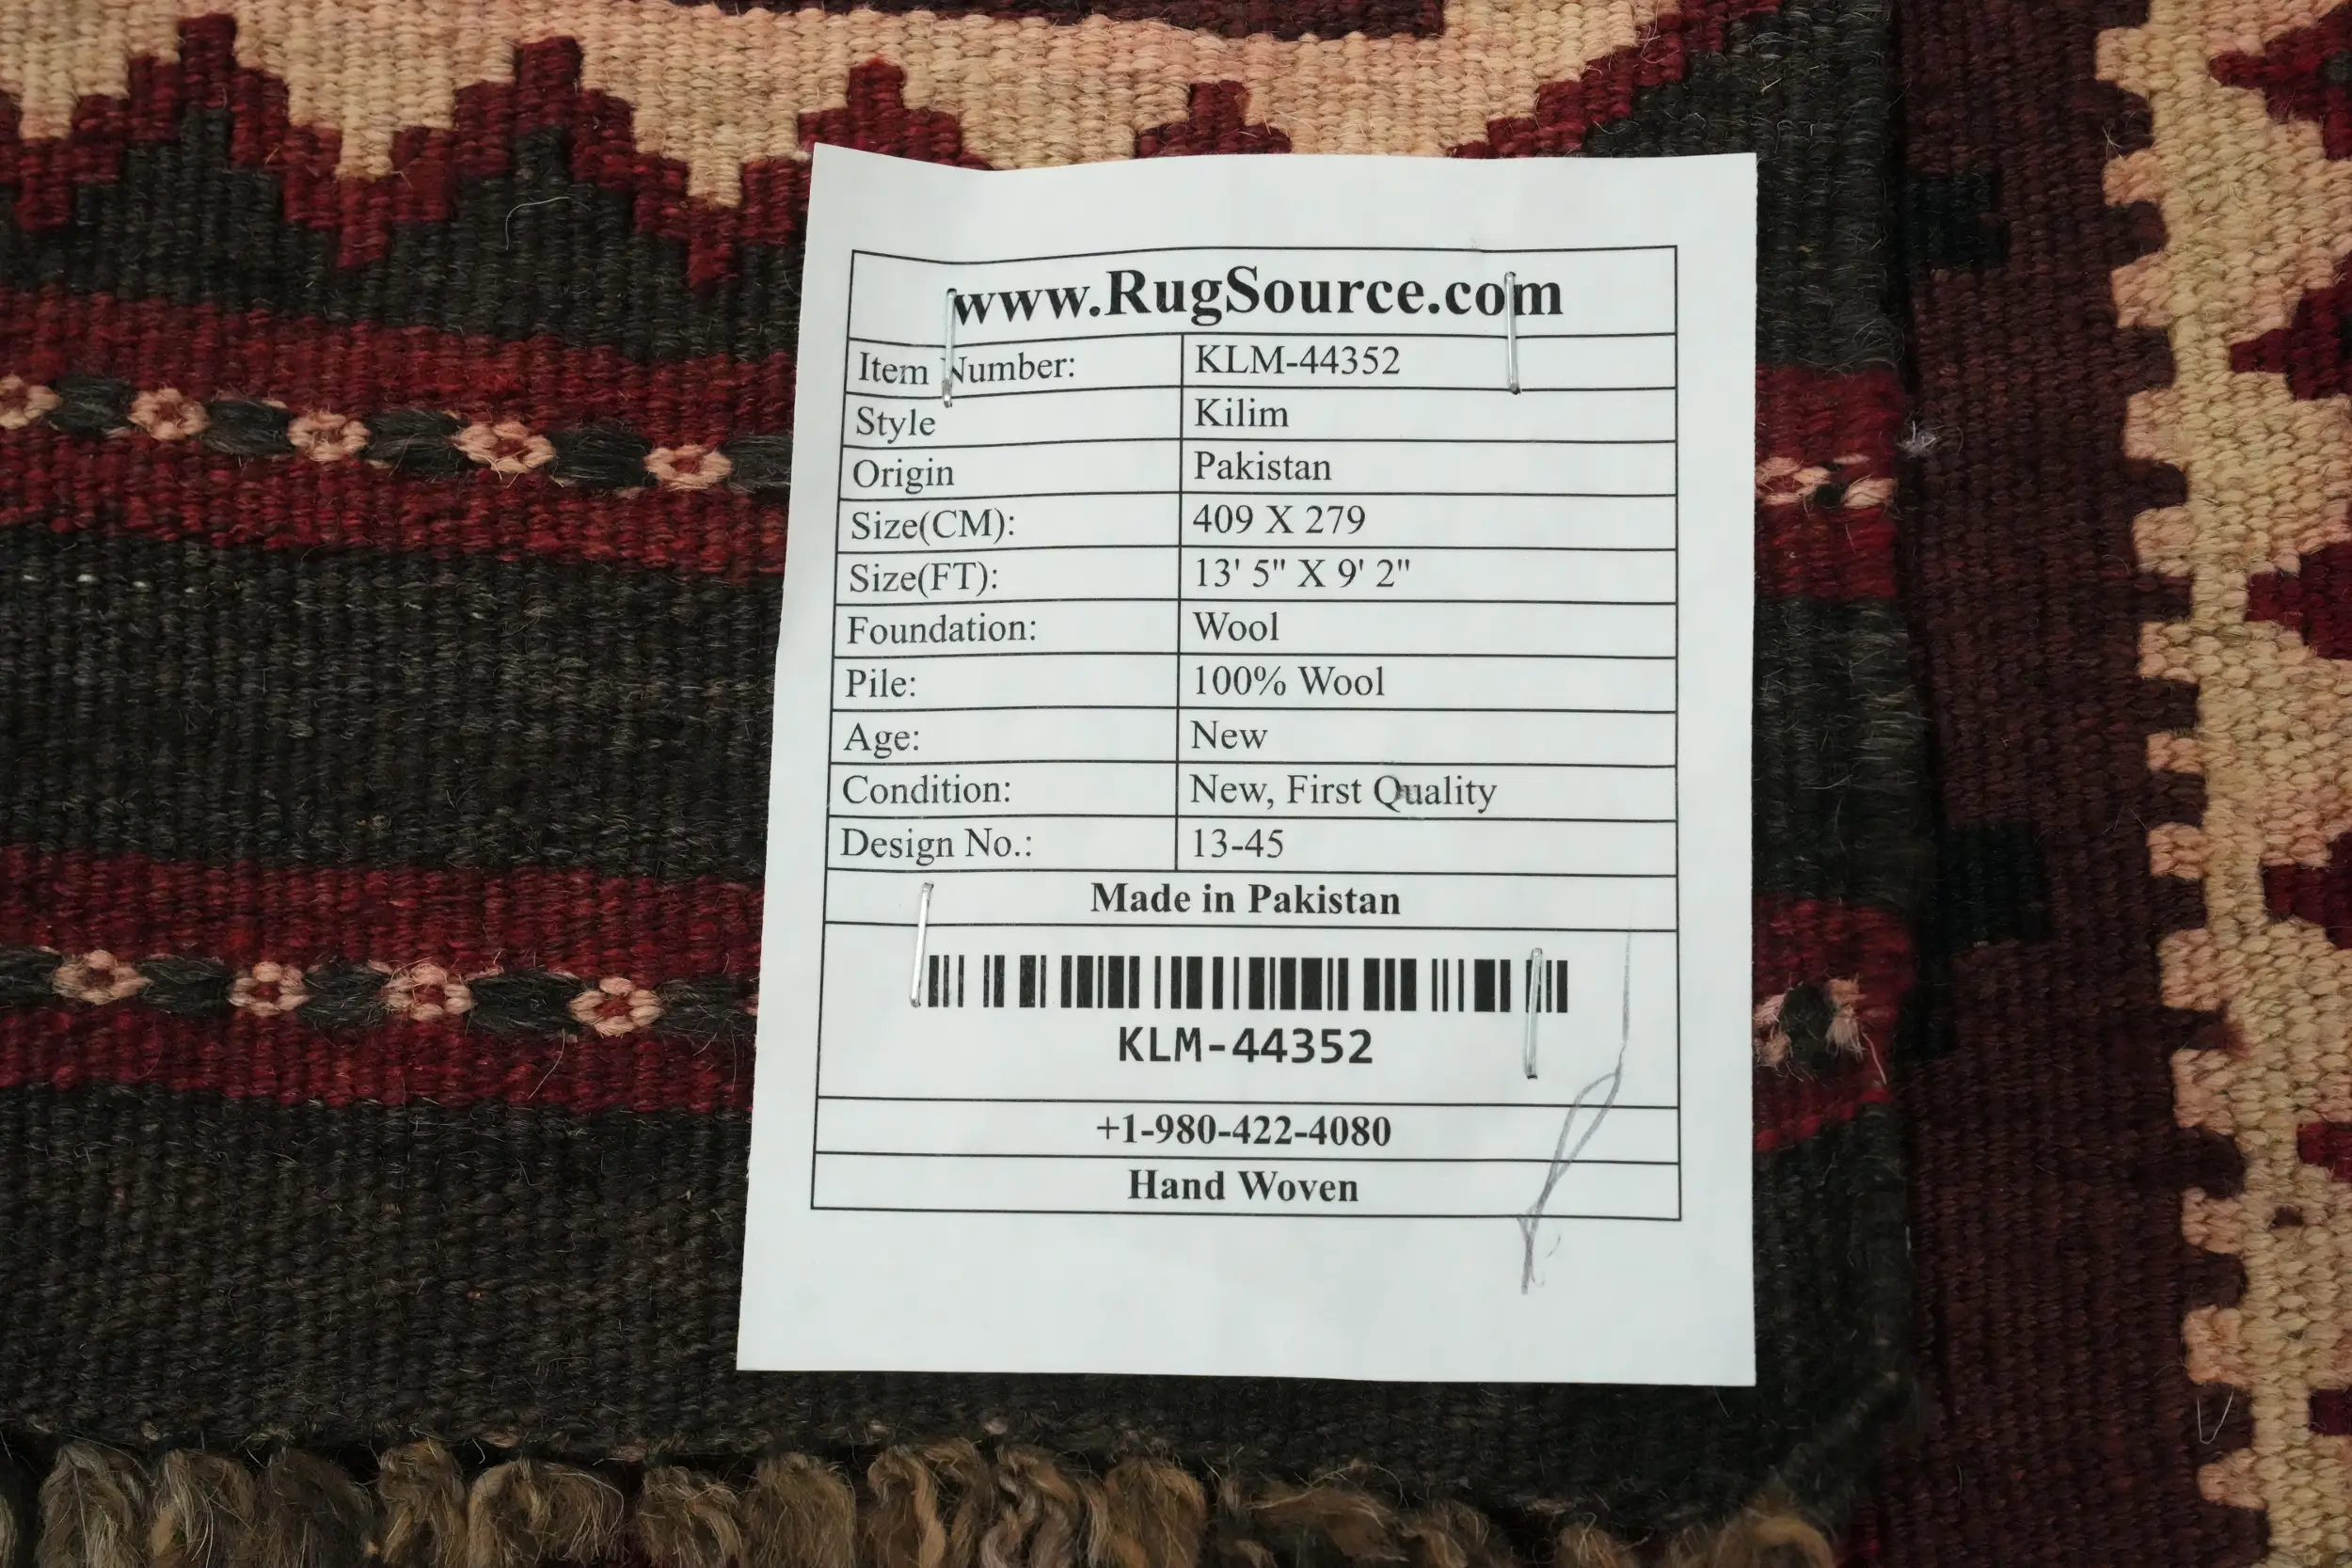 www.RugSource.com
Item Number: KLM-44352
Style Kilim
Origin Pakistan
Size(CM): 409 X 279
Size(FT): 13' 5" X 9' 2"
Foundation: Wool
Pile: 100% Wool
Age: New
Condition: New, First Quality
Design No.: 13-45
Made in Pakistan
KLM-44352
+1-980-422-4080
Hand Woven